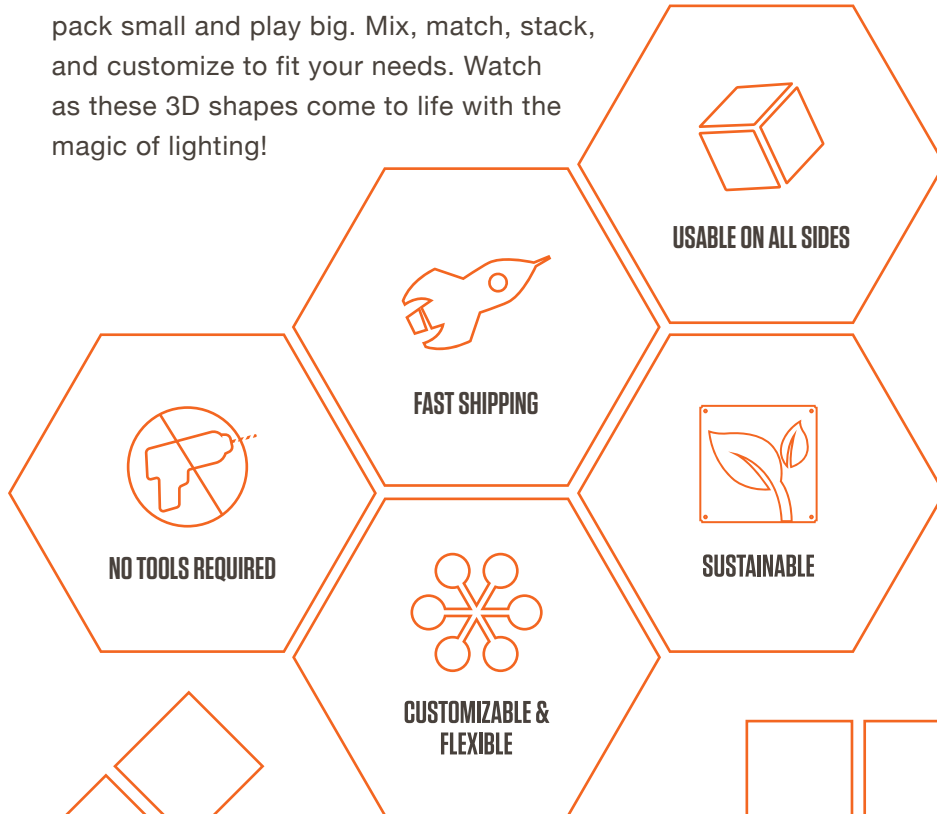 pack small and play big. Mix, match, stack,
and customize to fit your needs. Watch
as these 3D shapes come to life with the
magic of lighting!
USABLE ON ALL SIDES
FAST SHIPPING
NO TOOLS REQUIRED
SUSTAINABLE
CUSTOMIZABLE &
FLEXIBLE